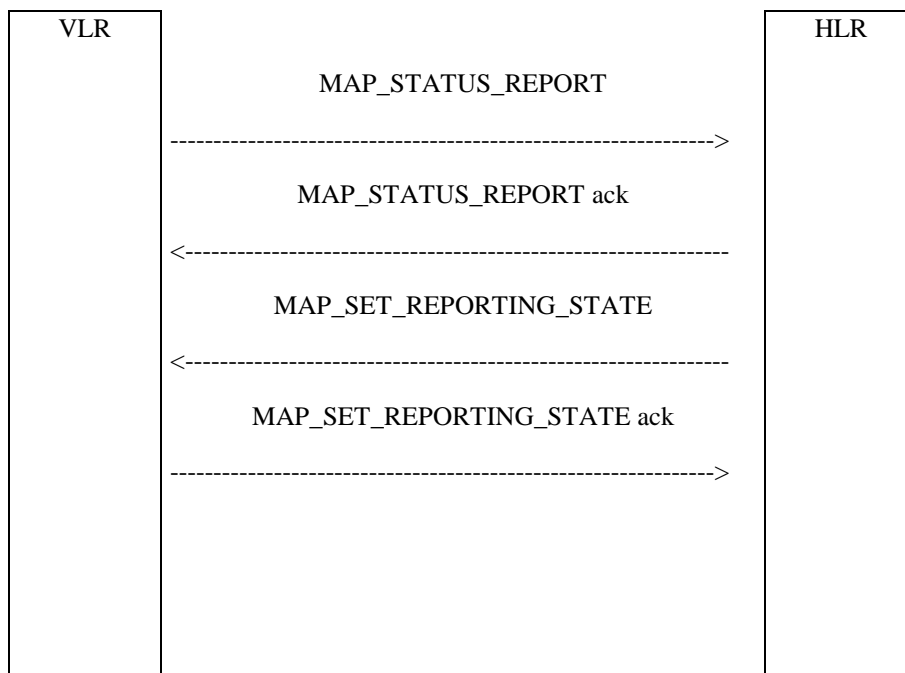 VLR
HLR
MAP_STATUS_REPORT
MAP_STATUS_REPORT ack
MAP_SET_REPORTING_STATE
MAP_SET_REPORTING_STATE ack